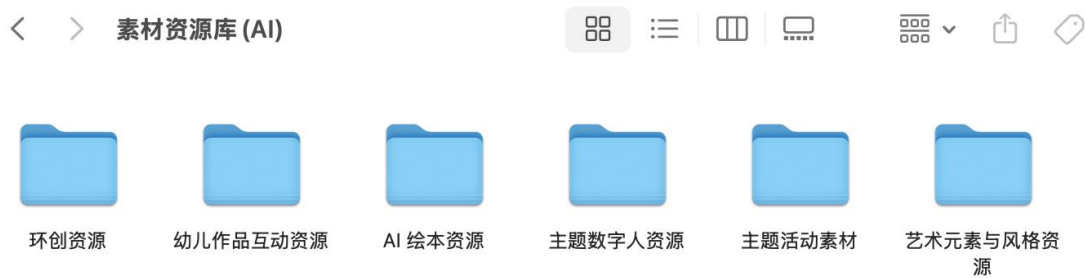 素材资源库 (AI)
环创资源
幼儿作品互动资源
AI 绘本资源
主题数字人资源
主题活动素材
艺术元素与风格资
源